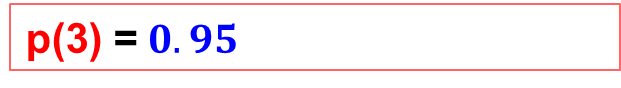 p(3) = 0.95